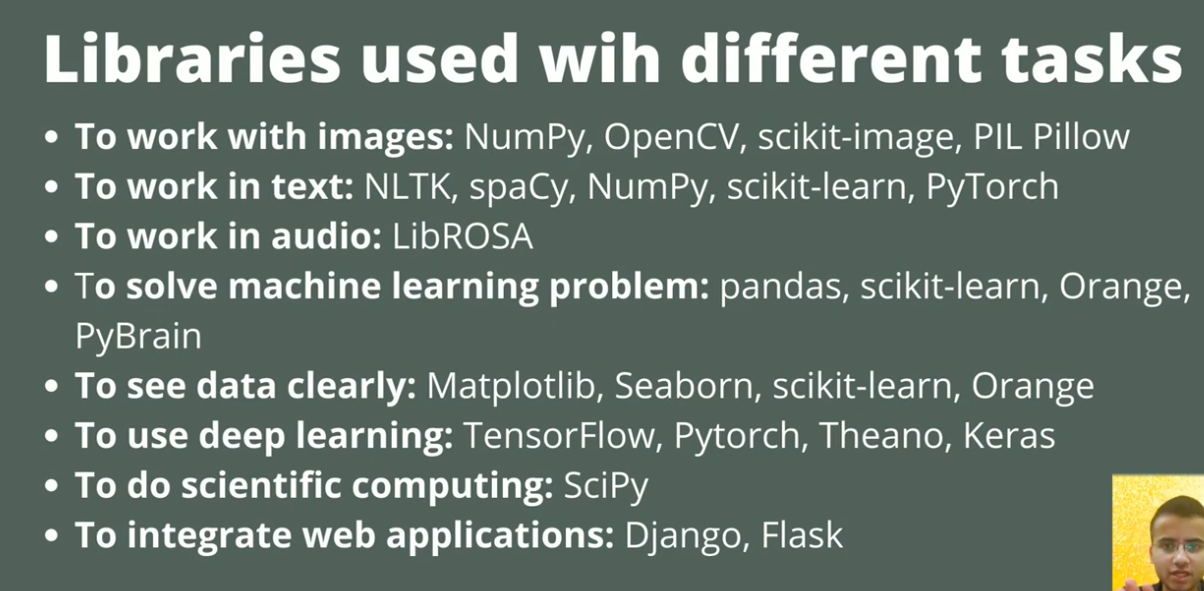 Libraries used wih different tasks
• To work with images: NumPy, OpenCV, scikit-image, PIL Pillow
• To work in text: NLTK, spaCy, NumPy, scikit-learn, PyTorch
• To work in audio: LibROSA
• To solve machine learning problem: pandas, scikit-learn, Orange,
PyBrain
• To see data clearly: Matplotlib, Seaborn, scikit-learn, Orange
• To use deep learning: TensorFlow, Pytorch, Theano, Keras
• To do scientific computing: SciPy
• To integrate web applications: Django, Flask